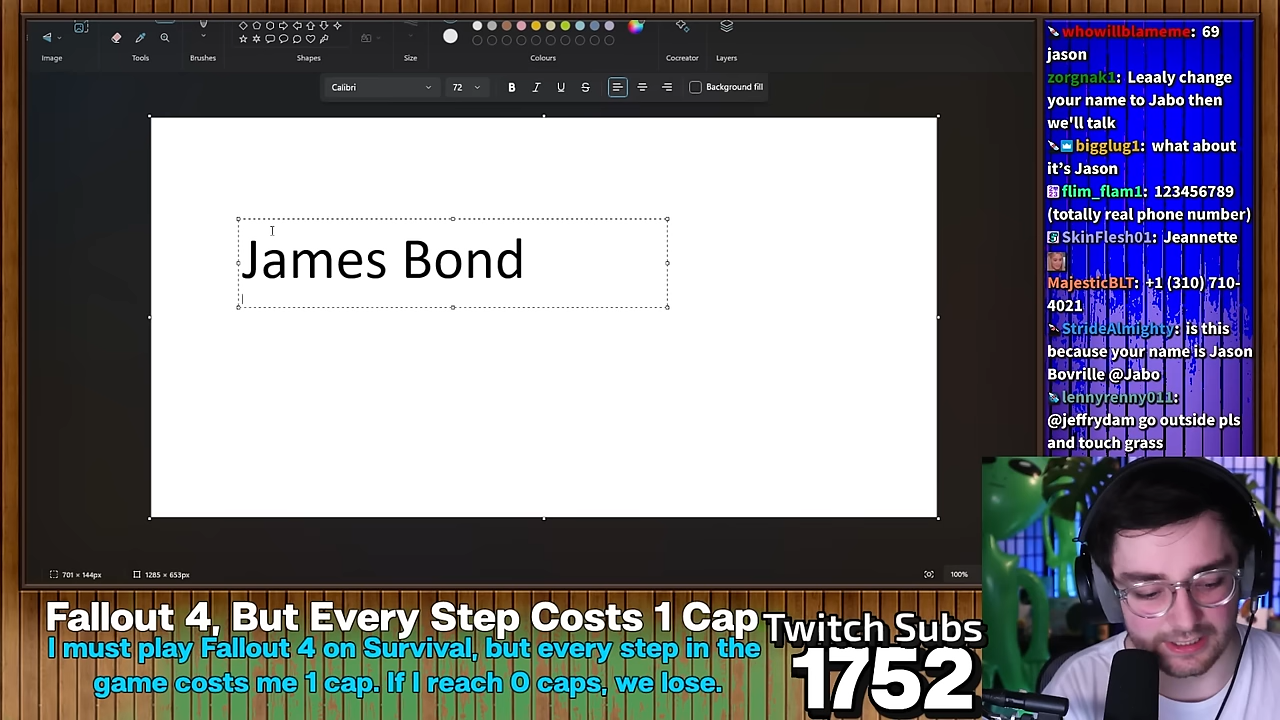 Image
Tools
Brushes
Shapes
Size
Colours
Cocreator
Layers
Calibri
72
B I U S
Background fill
James Bond
701 × 144px
1285 × 653px
100%
whowillblameme: 69
jason
zorgnak1: Leaaly change
your name to Jabo then
we'll talk
bigglug1: what about
it's Jason
flim_flam1: 123456789
(totally real phone number)
SkinFlesh01: Jeannette
MajesticBLT: +1 (310) 710-
4021
StrideAlmighty: is this
because your name is Jason
Bovrille @Jabo
lennyrenny011:
@jeffrydam go outside pls
and touch grass
Fallout 4, But Every Step Costs 1 Cap
I must play Fallout 4 on Survival, but every step in the
game costs me 1 cap. If I reach 0 caps, we lose.
Twitch Subs
1752